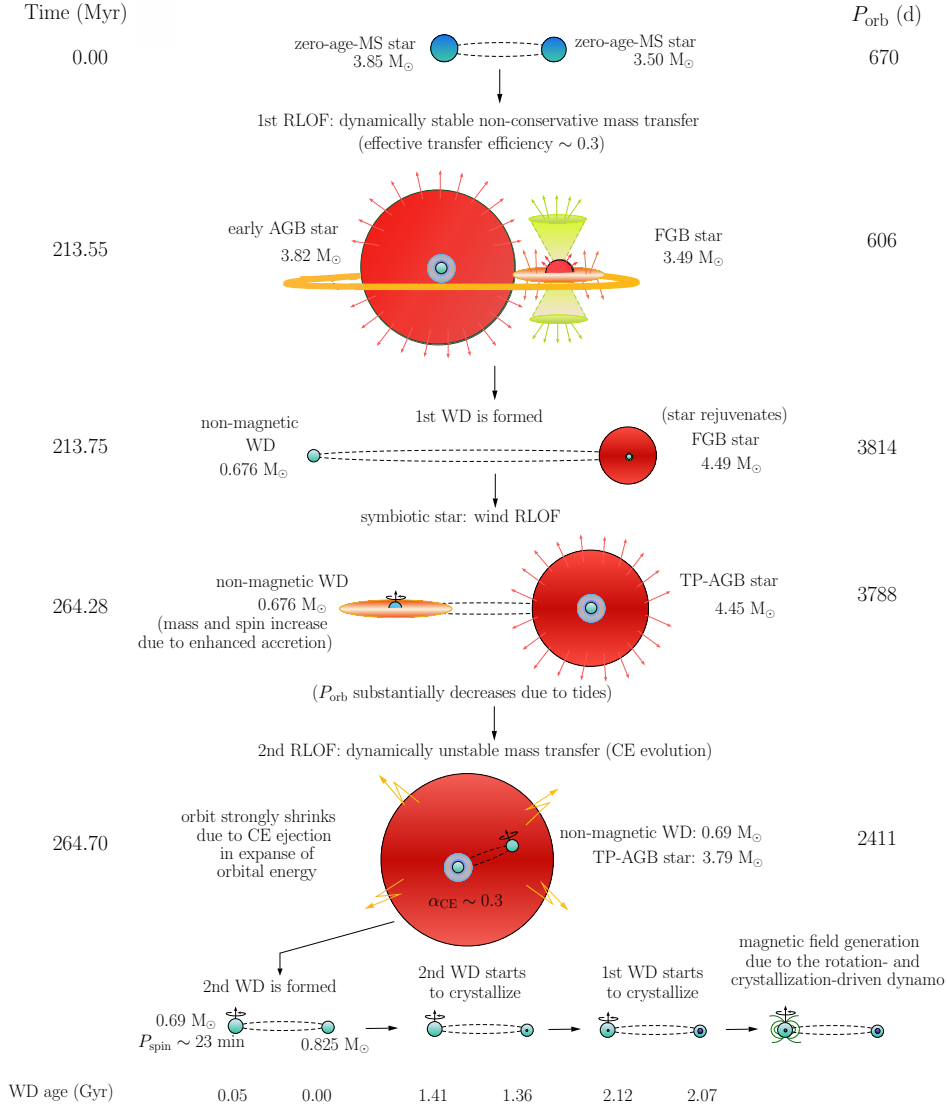 Time (Myr)
P_orb (d)
0.00
zero-age-MS star
3.85 M⊙
zero-age-MS star
3.50 M⊙
670
1st RLOF: dynamically stable non-conservative mass transfer
(effective transfer efficiency ∼ 0.3)
213.55
early AGB star
3.82 M⊙
FGB star
3.49 M⊙
606
1st WD is formed
213.75
non-magnetic
WD
0.676 M⊙
(star rejuvenates)
FGB star
4.49 M⊙
3814
symbiotic star: wind RLOF
264.28
non-magnetic WD
0.676 M⊙
(mass and spin increase
due to enhanced accretion)
TP-AGB star
4.45 M⊙
3788
(P_orb substantially decreases due to tides)
2nd RLOF: dynamically unstable mass transfer (CE evolution)
264.70
orbit strongly shrinks
due to CE ejection
in expanse of
orbital energy
α_CE ∼ 0.3
non-magnetic WD: 0.69 M⊙
TP-AGB star: 3.79 M⊙
2411
2nd WD is formed
0.69 M⊙
P_spin ∼ 23 min
0.825 M⊙
2nd WD starts
to crystallize
1st WD starts
to crystallize
magnetic field generation
due to the rotation- and
crystallization-driven dynamo
WD age (Gyr)
0.05
0.00
1.41
1.36
2.12
2.07